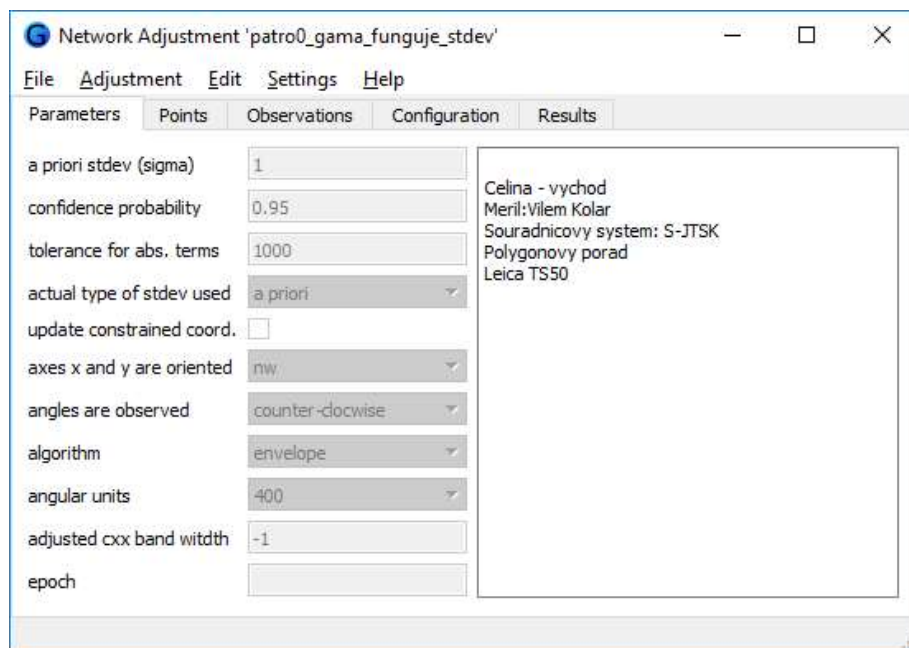 Network Adjustment 'patro0_gama_funguje_stdev'
File Adjustment Edit Settings Help
Parameters Points Observations Configuration Results
a priori stdev (sigma) 1
confidence probability 0.95
tolerance for abs. terms 1000
actual type of stdev used a priori
update constrained coord.
axes x and y are oriented nw
angles are observed counter-clocwise
algorithm envelope
angular units 400
adjusted cxx band witdth -1
epoch
Celina - vychod
Meril:Vilem Kolar
Souradnicovy system: S-JTSK
Polygonovy porad
Leica TS50